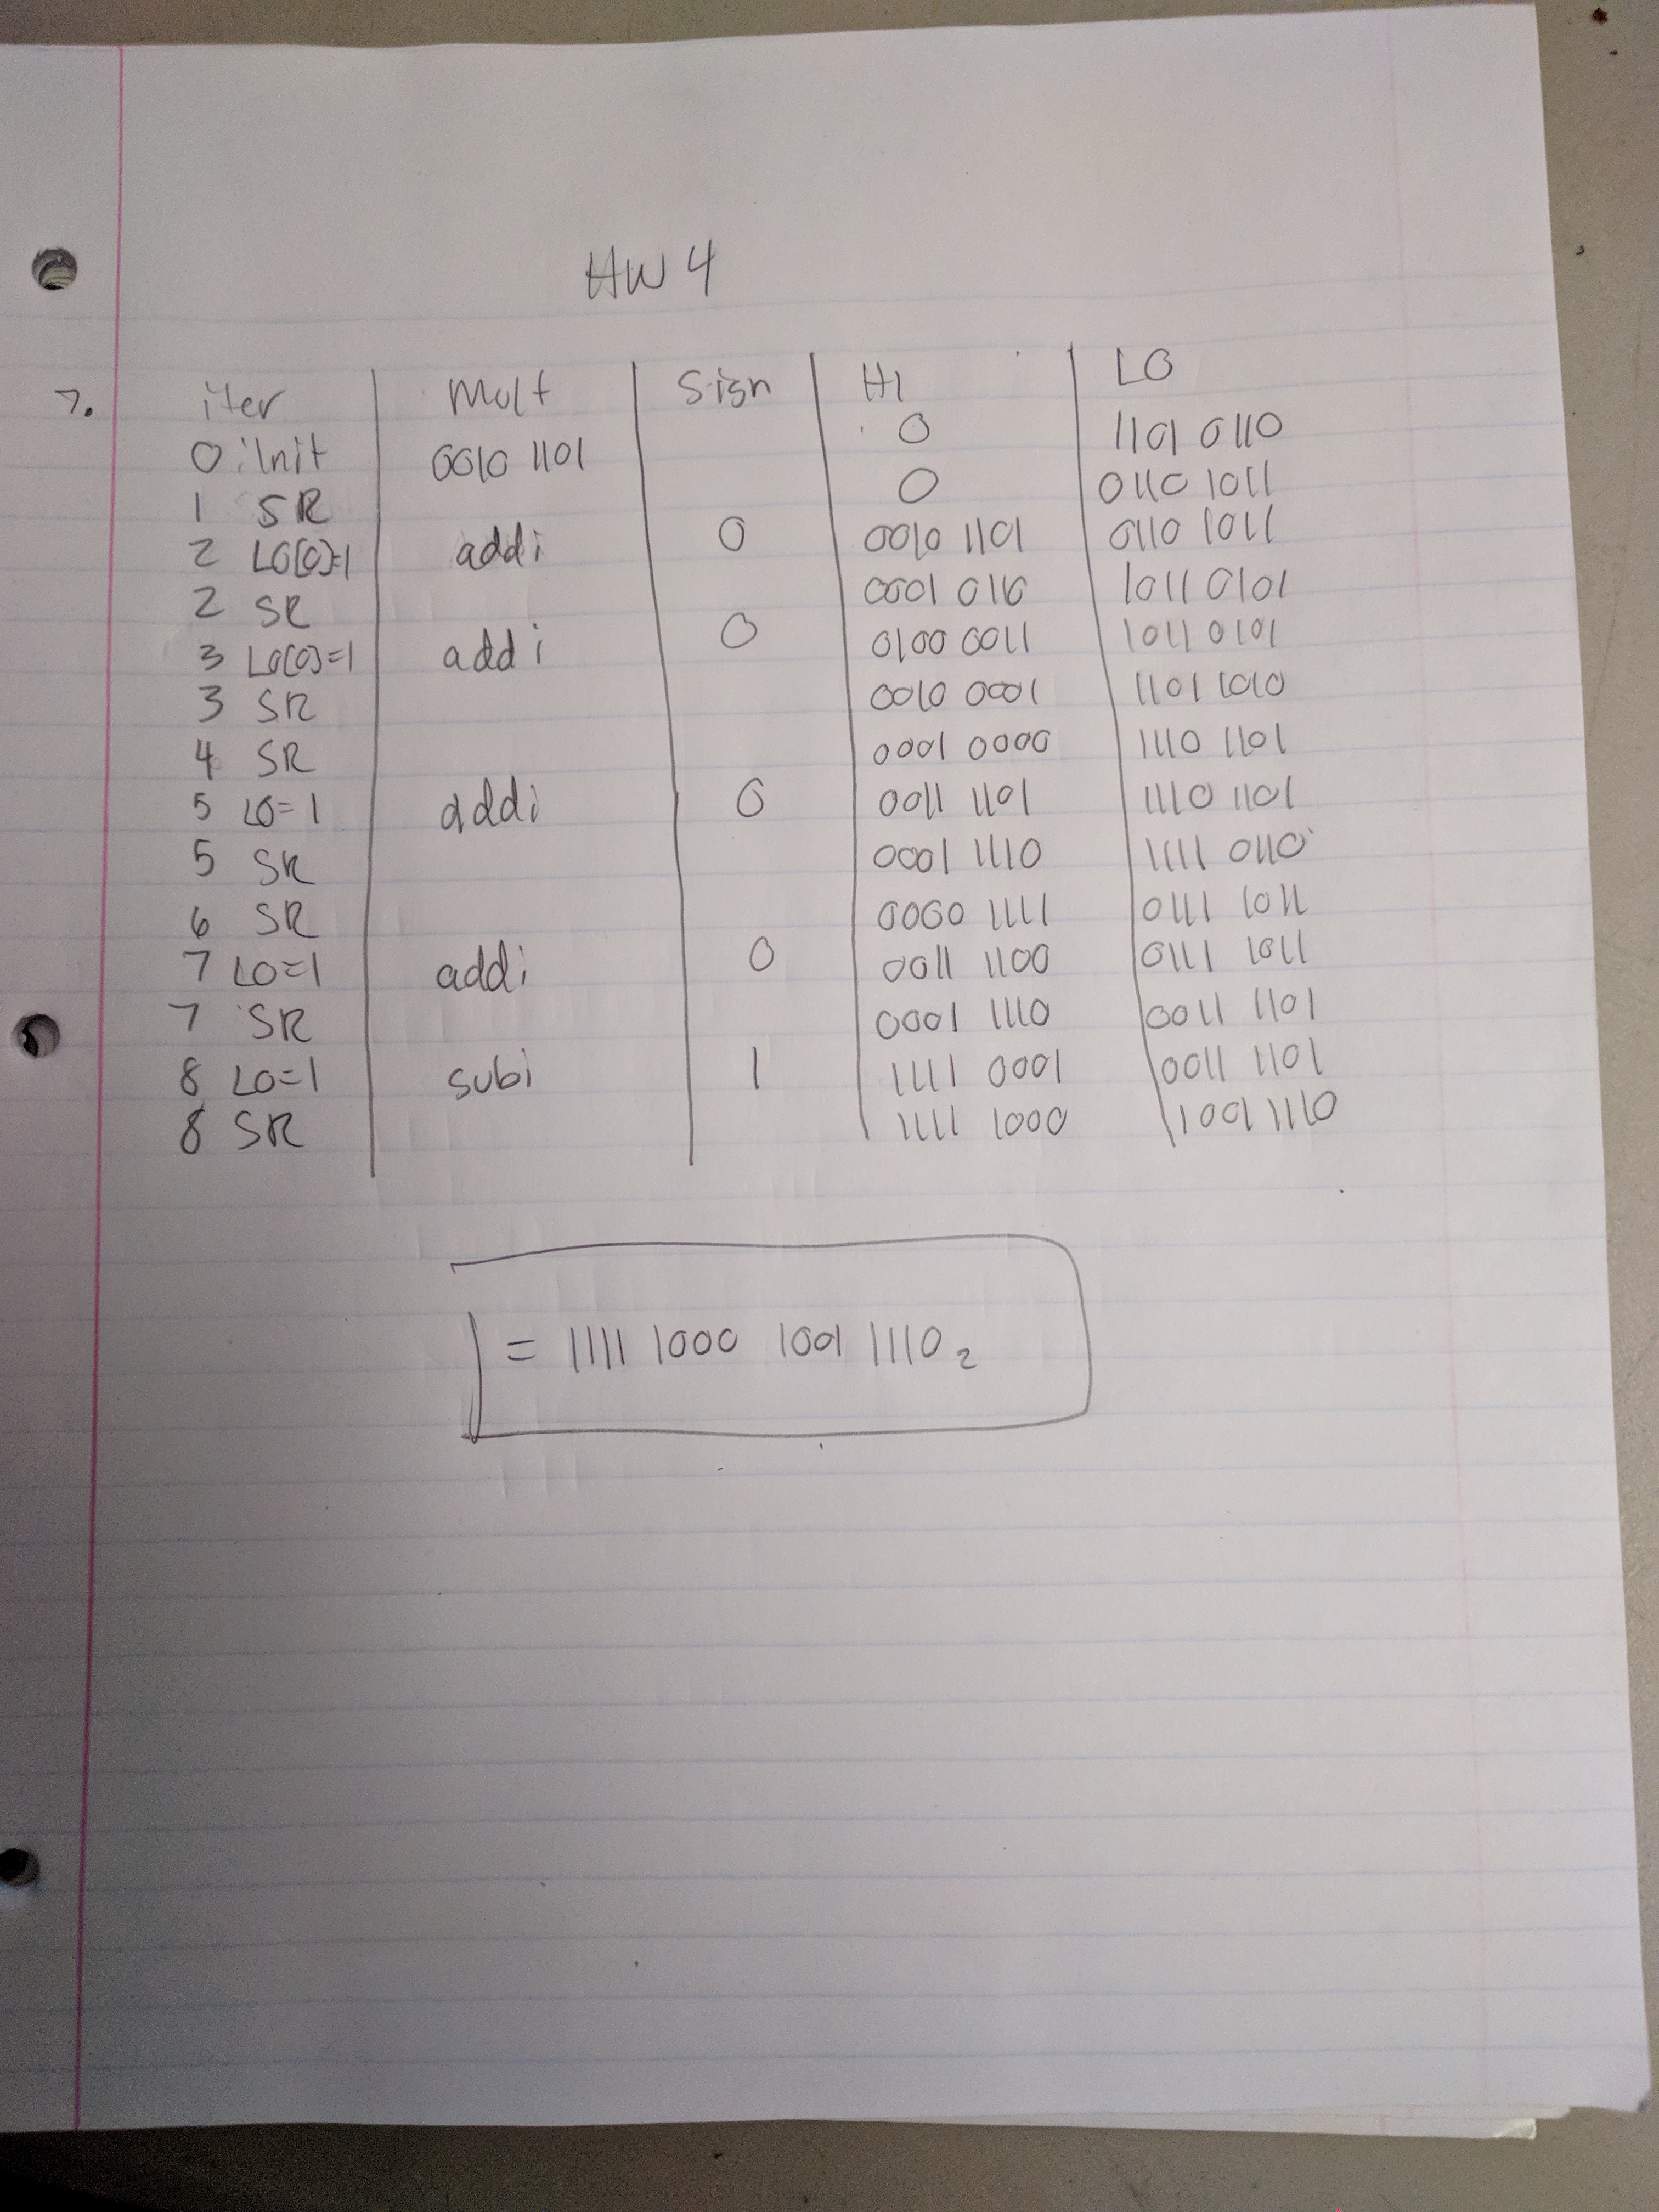 HW 4
7. iter Mult Sign HI LO
0: init 0010 1101 0 1101 0110
1 SR 0 0110 1011
2 LO[0]=1 addi 0 0010 1101 0110 1011
2 SR 0001 0110 1011 0101
3 LO[0]=1 addi 0 0100 0011 1011 0101
3 SR 0010 0001 1101 1010
4 SR 0001 0000 1110 1101
5 LO=1 addi 0 0011 1101 1110 1101
5 SR 0001 1110 1111 0110
6 SR 0000 1111 0111 1011
7 LO=1 addi 0 0011 1100 0111 1011
7 SR 0001 1110 0011 1101
8 LO=1 subi 1 1111 0001 0011 1101
8 SR 1111 1000 1001 1110
= 1111 1000 1001 1110₂